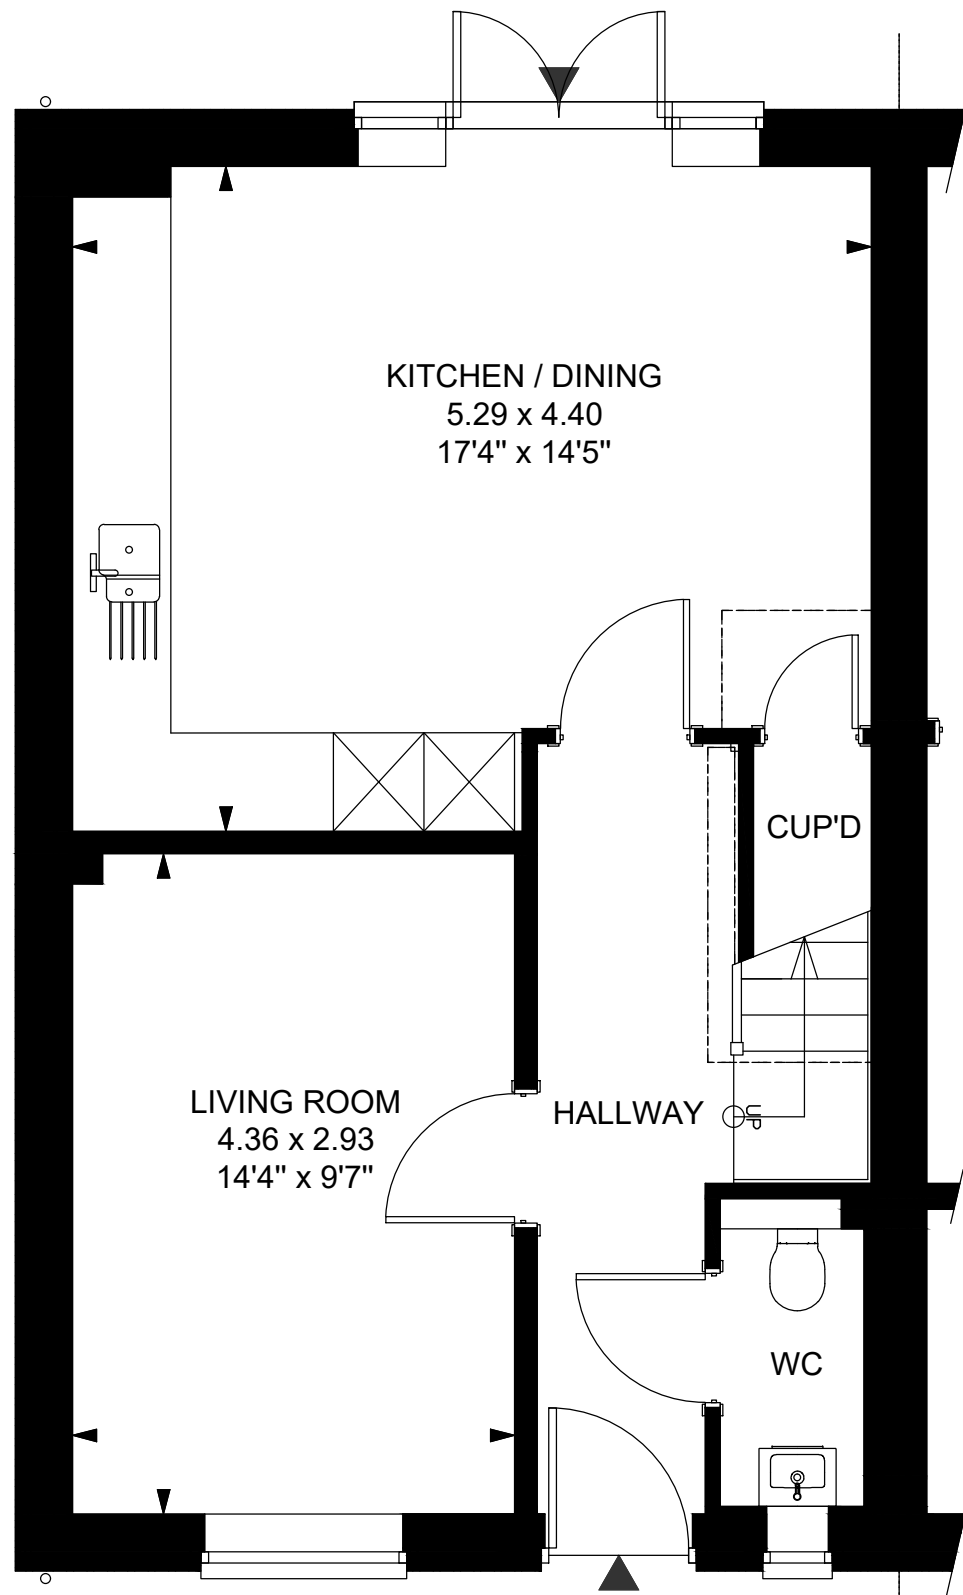 KITCHEN / DINING
5.29 x 4.40
17'4" x 14'5"
CUP'D
LIVING ROOM
4.36 x 2.93
14'4" x 9'7"
HALLWAY
up
WC